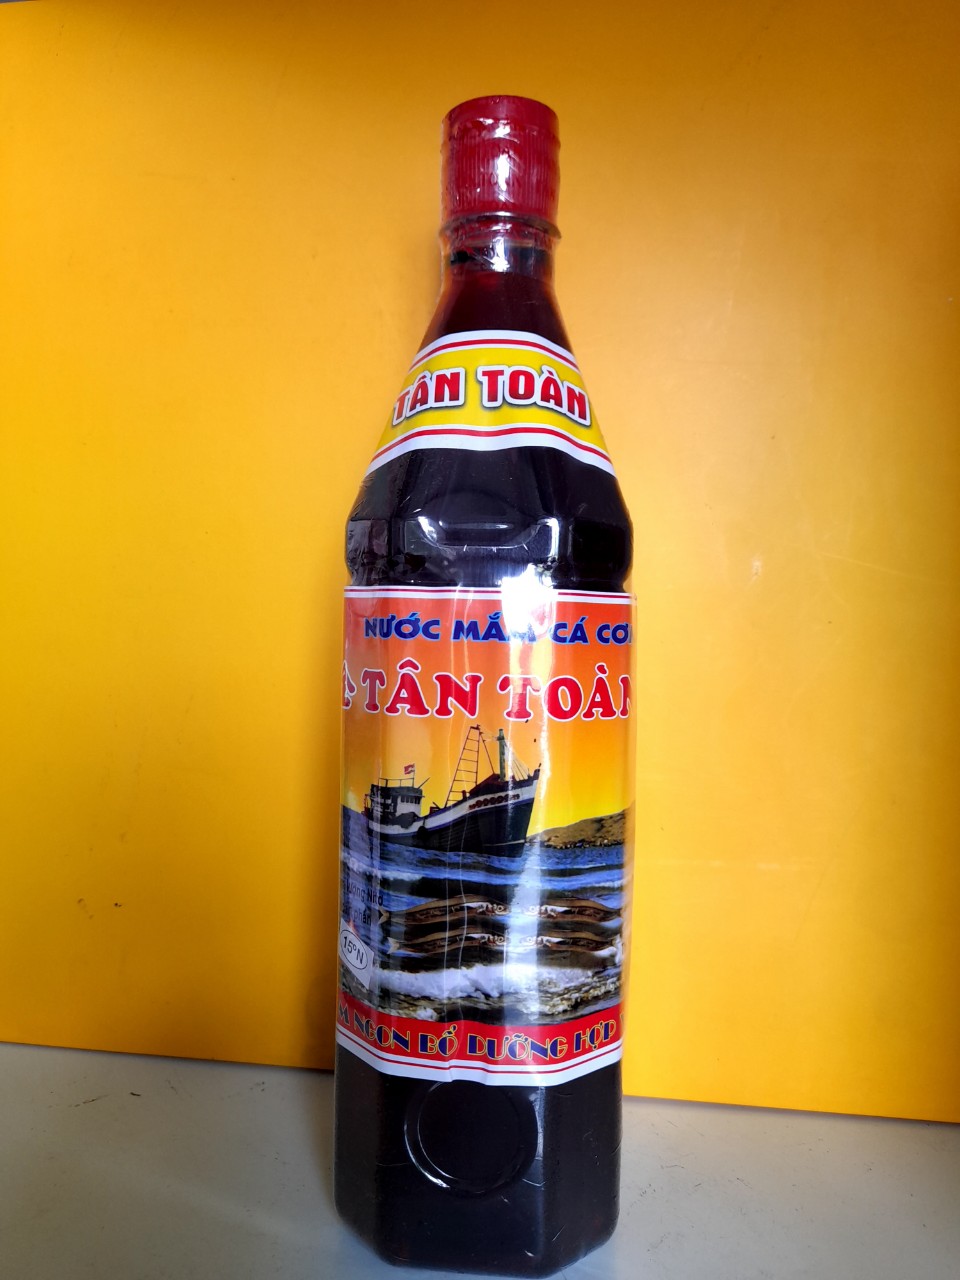 TÂN TOÀN
NƯỚC MẮM CÁ CƠM
TÂN TOÀN
15°N
NGON BỔ DƯỠNG HỢP